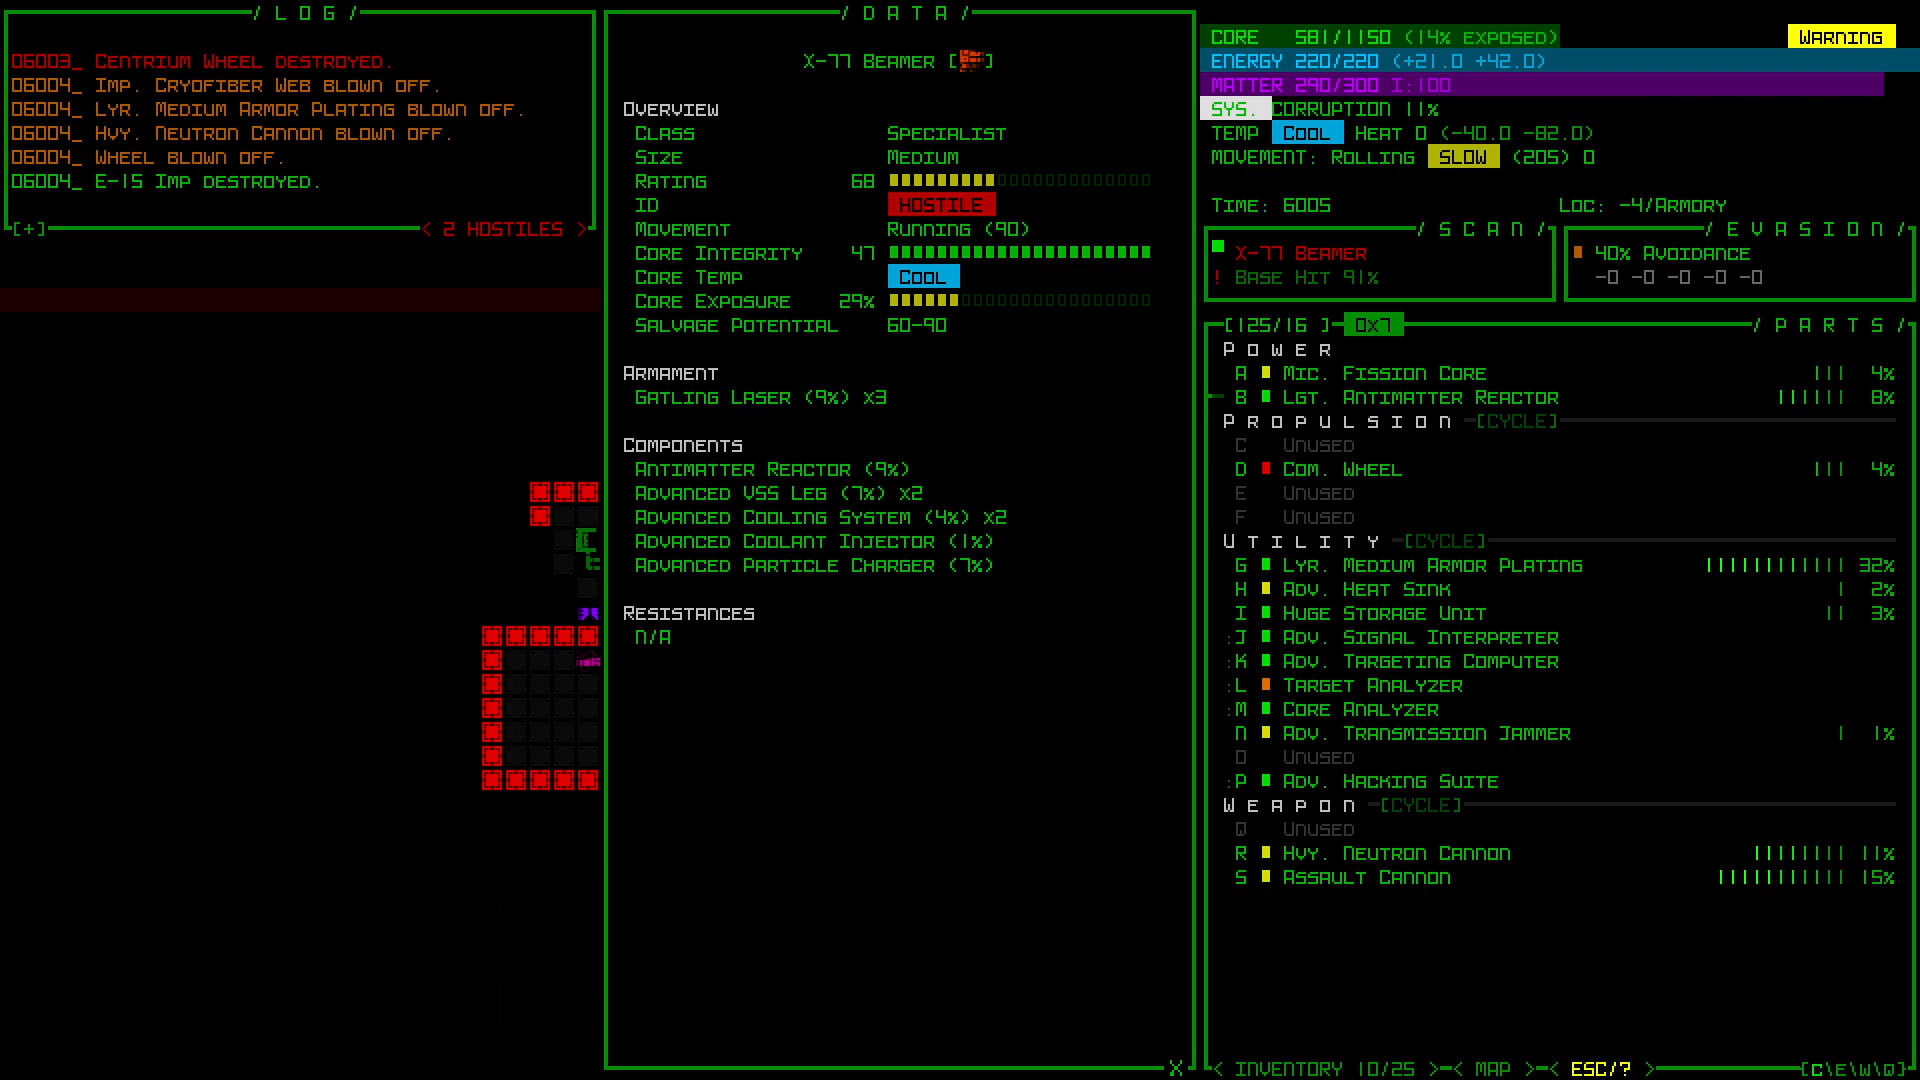 / L O G /
06003_ Centrium Wheel destroyed.
06004_ Imp. Cryofiber Web blown off.
06004_ Lyr. Medium Armor Plating blown off.
06004_ Hvy. Neutron Cannon blown off.
06004_ Wheel blown off.
06004_ E-15 Imp destroyed.
[+] < 2 HOSTILES >
/ D A T A /
X-77 Beamer [ ]
Overview
Class Specialist
Size Medium
Rating 68
ID HOSTILE
Movement Running (90)
Core Integrity 47
Core Temp Cool
Core Exposure 29%
Salvage Potential 60-90
Armament
Gatling Laser (9%) x3
Components
Antimatter Reactor (9%)
Advanced VSS Leg (7%) x2
Advanced Cooling System (4%) x2
Advanced Coolant Injector (1%)
Advanced Particle Charger (7%)
Resistances
N/A
X
CORE 581/1150 (14% EXPOSED) WARNING
ENERGY 220/220 (+21.0 +42.0)
MATTER 290/300 I:100
SYS. CORRUPTION 11%
TEMP COOL HEAT 0 (-40.0 -82.0)
MOVEMENT: ROLLING SLOW (205) 0
TIME: 6005 LOC: -4/ARMORY
/ S C A N /
X-77 Beamer
! Base Hit 91%
/ E V A S I O N /
40% Avoidance
-0 -0 -0 -0 -0
[125/16 ] 0x7 / P A R T S /
P O W E R
A Mic. Fission Core 4%
B Lgt. Antimatter Reactor 8%
P R O P U L S I O N [CYCLE]
C Unused
D Com. Wheel 4%
E Unused
F Unused
U T I L I T Y [CYCLE]
G Lyr. Medium Armor Plating 32%
H Adv. Heat Sink 2%
I Huge Storage Unit 3%
:J Adv. Signal Interpreter
:K Adv. Targeting Computer
:L Target Analyzer
:M Core Analyzer
N Adv. Transmission Jammer 1%
O Unused
:P Adv. Hacking Suite
W E A P O N [CYCLE]
Q Unused
R Hvy. Neutron Cannon 11%
S Assault Cannon 15%
< INVENTORY 10/25 > < MAP > < ESC/? > [C\E\W\Q]